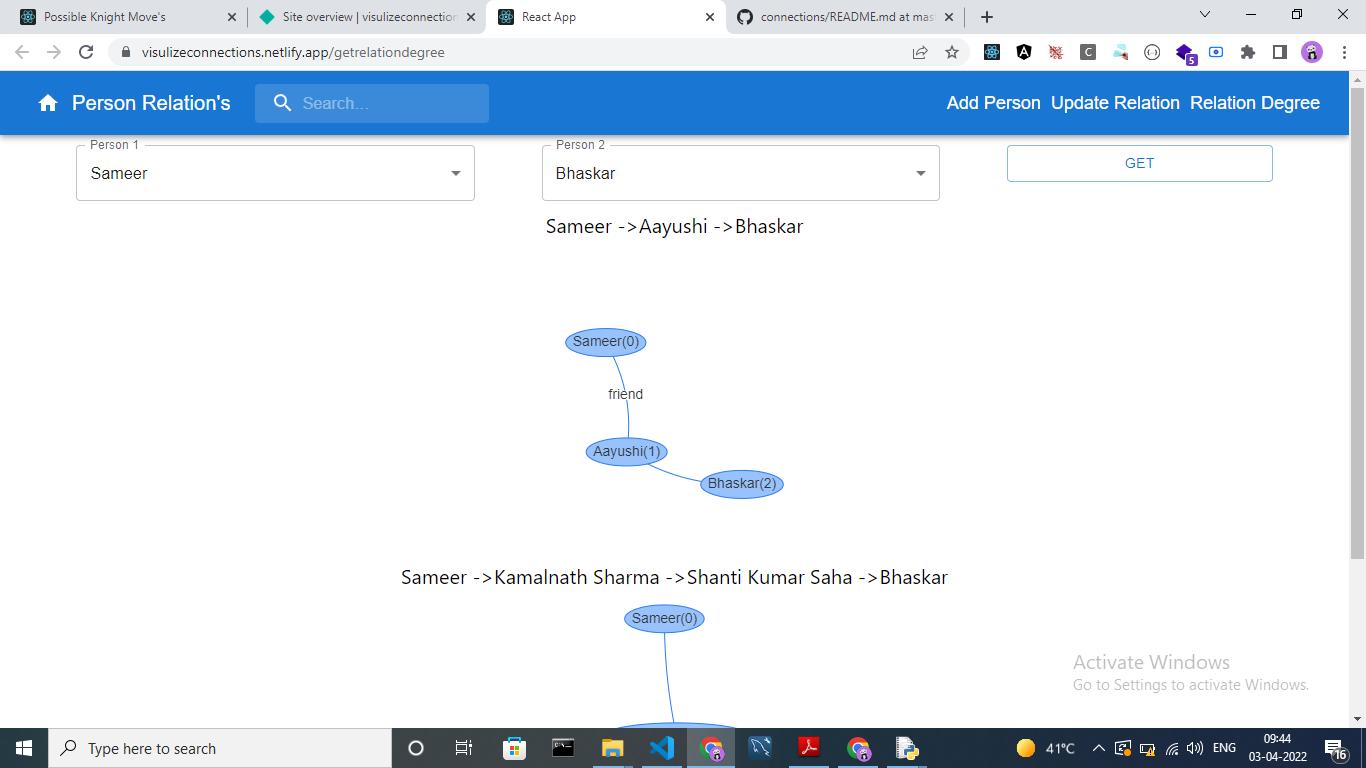 Possible Knight Move's
Site overview | visulizeconnection
React App
connections/README.md at mas
visulizeconnections.netlify.app/getrelationdegree
5
Person Relation's
Search...
Add Person Update Relation Relation Degree
Person 1
Sameer
Person 2
Bhaskar
GET
Sameer ->Aayushi ->Bhaskar
Sameer(0)
friend
Aayushi(1)
Bhaskar(2)
Sameer ->Kamalnath Sharma ->Shanti Kumar Saha ->Bhaskar
Sameer(0)
Activate Windows
Go to Settings to activate Windows.
Type here to search
41°C
ENG
09:44
03-04-2022
16